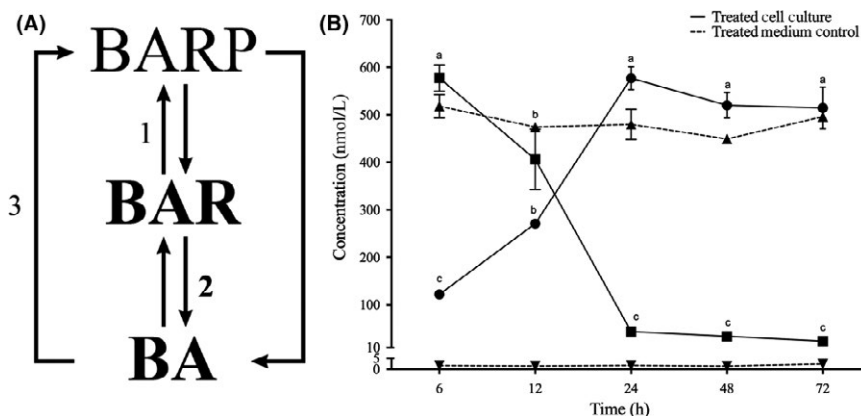 (A)
BARP
1
BAR
3
2
BA
(B)
Treated cell culture
Treated medium control
Concentration (nmol/L)
700
600
500
400
300
200
100
10
5
0
a
a
a
a
b
b
c
c
c
c
6
12
24
48
72
Time (h)